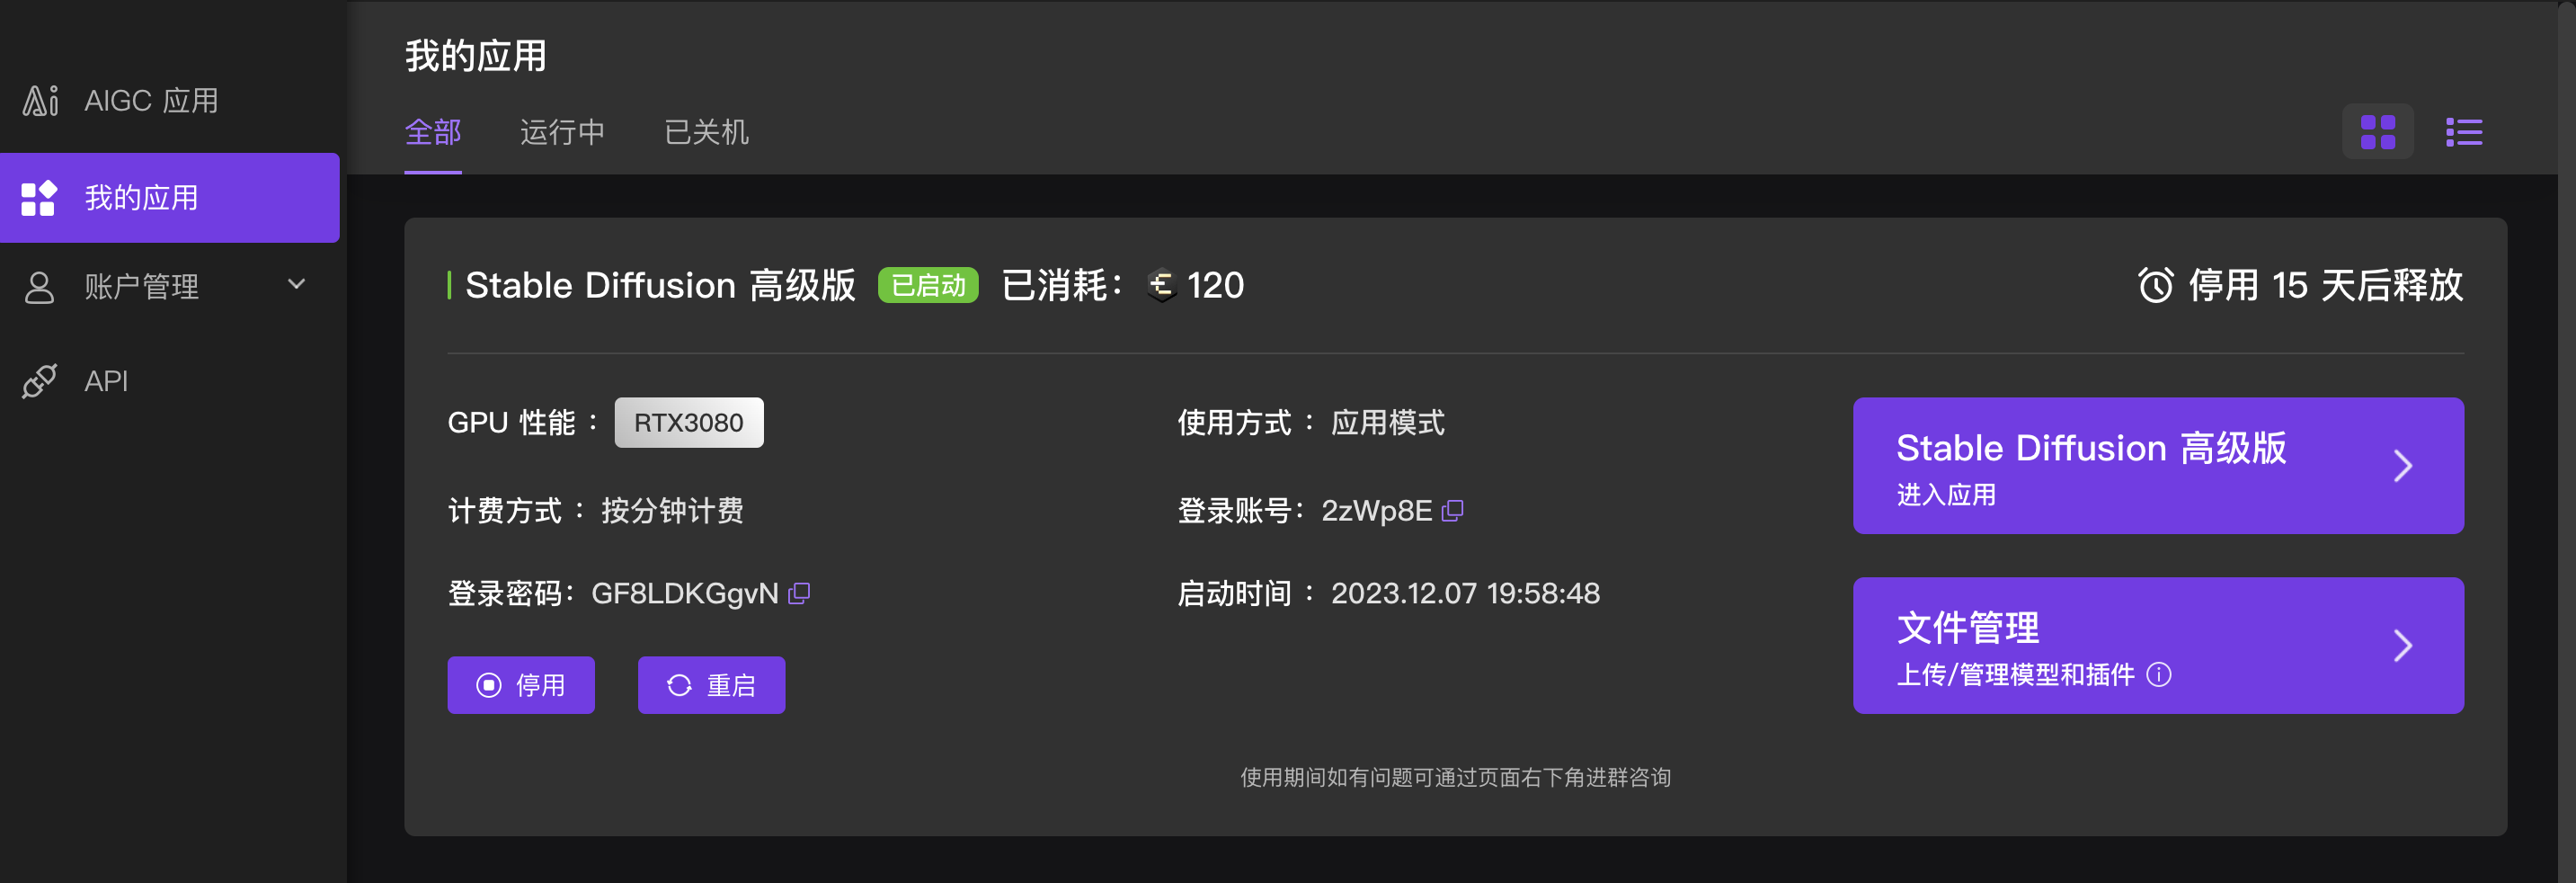 AIGC 应用
我的应用
账户管理
API
我的应用
全部 运行中 已关机
Stable Diffusion 高级版 已启动 已消耗： 120 停用 15 天后释放
GPU 性能 ： RTX3080
使用方式 ： 应用模式
计费方式 ： 按分钟计费
登录账号： 2zWp8E
登录密码： GF8LDKGgvN
启动时间 ： 2023.12.07 19:58:48
停用 重启
Stable Diffusion 高级版
进入应用
文件管理
上传/管理模型和插件
使用期间如有问题可通过页面右下角进群咨询